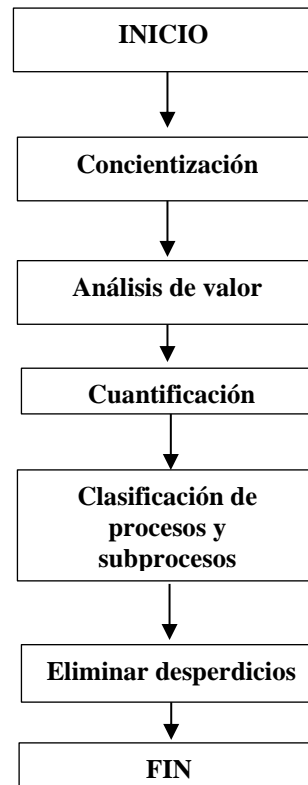 INICIO
Concientización
Análisis de valor
Cuantificación
Clasificación de
procesos y
subprocesos
Eliminar desperdicios
FIN